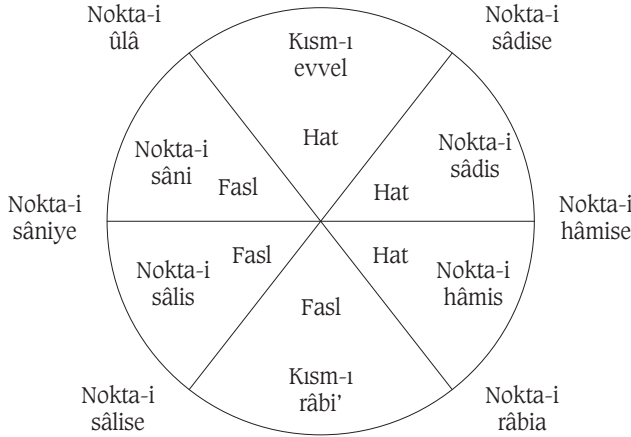 Nokta-i
ûlâ
Kısm-ı
evvel
Nokta-i
sâdise
Hat
Nokta-i
sâni
Fasl
Hat
Nokta-i
sâdis
Nokta-i
sâniye
Nokta-i
hâmise
Nokta-i
sâlis
Fasl
Hat
Nokta-i
hâmis
Fasl
Kısm-ı
râbi’
Nokta-i
sâlise
Nokta-i
râbia